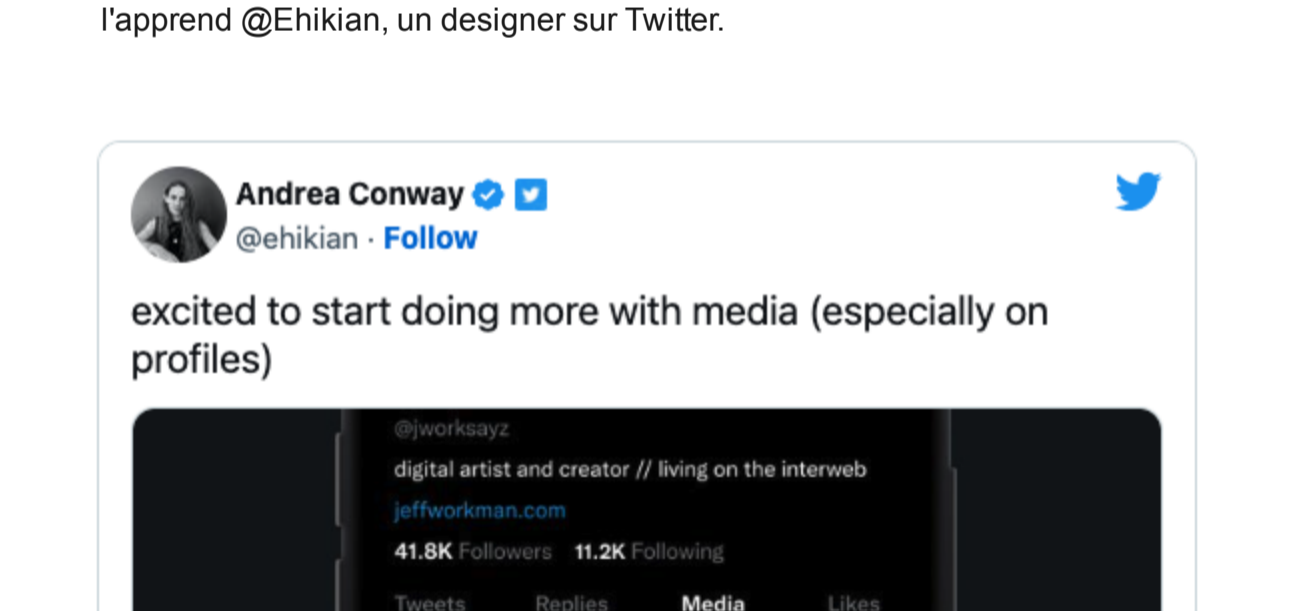 l'apprend @Ehikian, un designer sur Twitter.
Andrea Conway
@ehikian · Follow
excited to start doing more with media (especially on
profiles)
@jworksayz
digital artist and creator // living on the interweb
jeffworkman.com
41.8K Followers 11.2K Following
Tweets Replies Media Likes